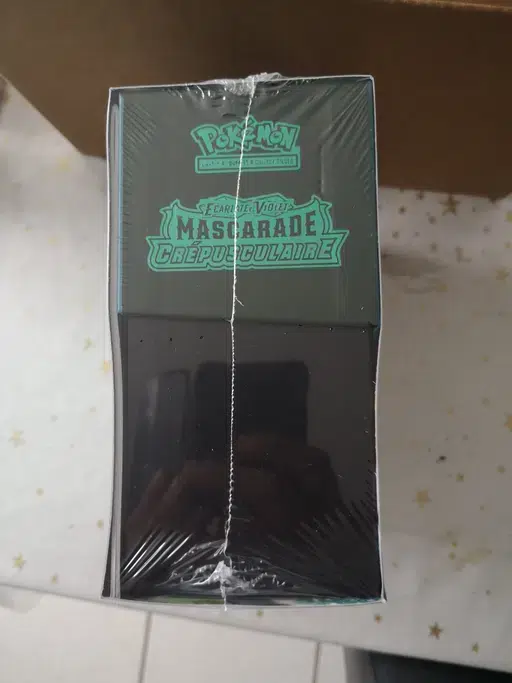 POKÉMON
ÉCARLATE ET VIOLET
MASCARADE
CRÉPUSCULAIRE